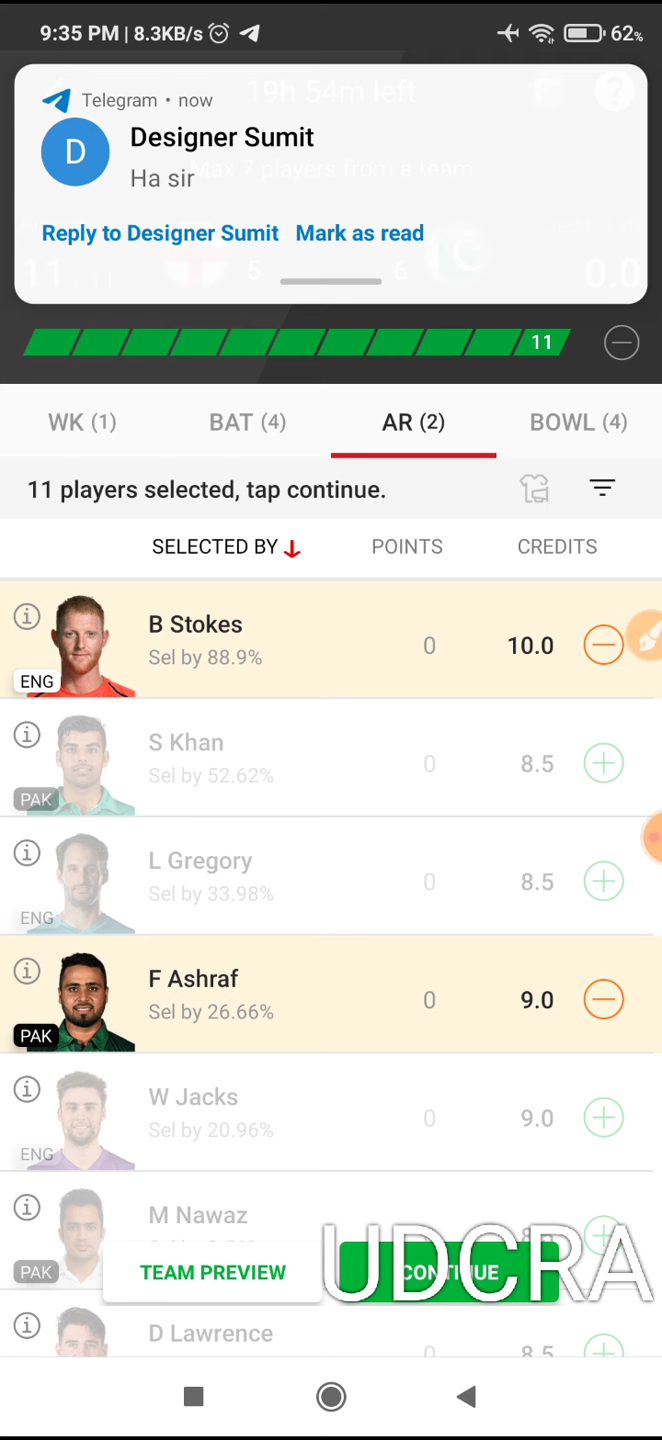 9:35 PM | 8.3KB/s 62%
Telegram • now
19h 54m left
Designer Sumit
Ha sir
Max 7 players from a team
Reply to Designer Sumit Mark as read
11 5 6 0.0
11
WK (1) BAT (4) AR (2) BOWL (4)
11 players selected, tap continue.
SELECTED BY POINTS CREDITS
B Stokes
Sel by 88.9% 0 10.0
ENG
S Khan
Sel by 52.62% 0 8.5
PAK
L Gregory
Sel by 33.98% 0 8.5
ENG
F Ashraf
Sel by 26.66% 0 9.0
PAK
W Jacks
Sel by 20.96% 0 9.0
ENG
M Nawaz
PAK
TEAM PREVIEW CONTINUE
UDCRA
D Lawrence
0 8.5